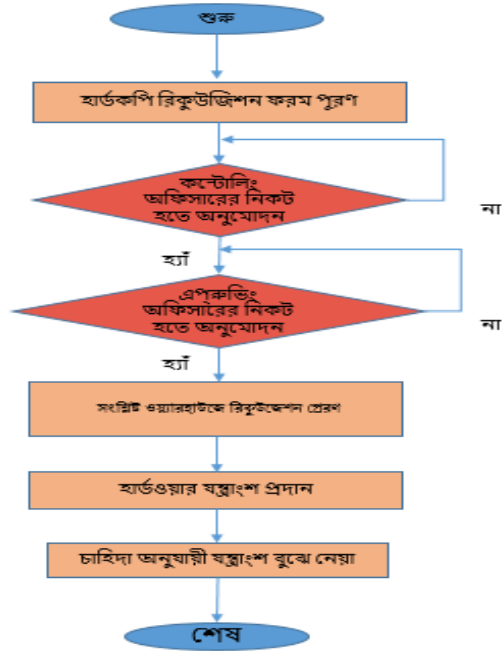 শুরু
হার্ডকপি রিকুউজিশন ফরম পূরণ
কন্টোলিং
অফিসারের নিকট
হতে অনুমোদন
না
হ্যাঁ
এপরুভিং
অফিসারের নিকট
হতে অনুমোদন
না
হ্যাঁ
সংশ্লিষ্ট ওয়্যারহাউজে রিকুউজেশন প্রেরণ
হার্ডওয়ার যন্ত্রাংশ প্রদান
চাহিদা অনুযায়ী যন্ত্রাংশ বুঝে নেয়া
শেষ